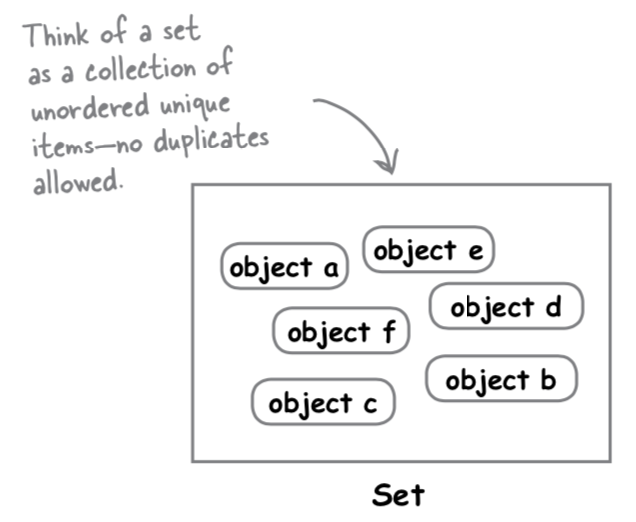 Think of a set
as a collection of
unordered unique
items—no duplicates
allowed.
object a
object e
object d
object f
object b
object c
Set